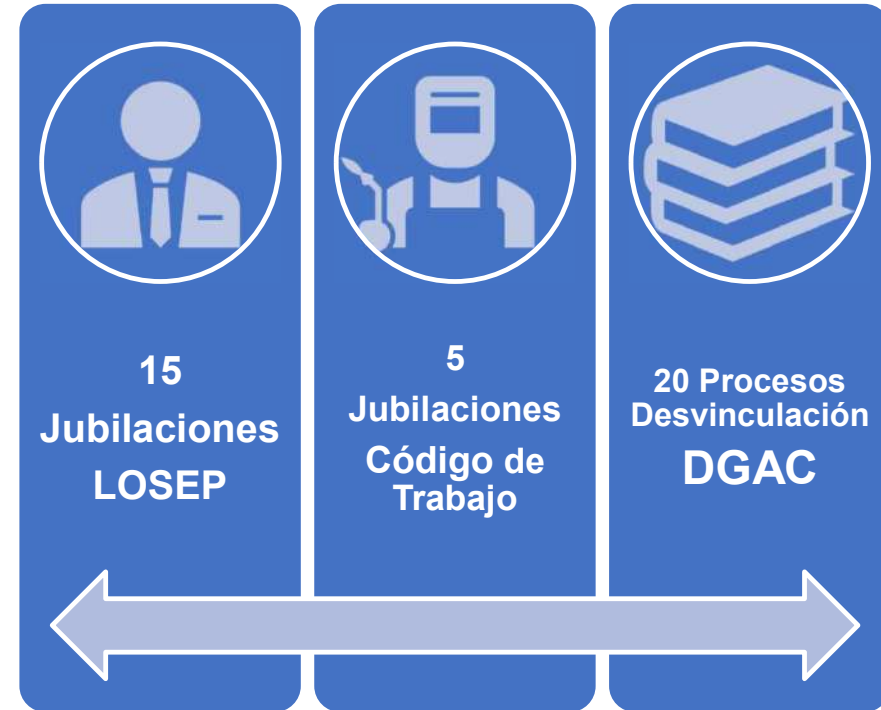 15
Jubilaciones
LOSEP
5
Jubilaciones
Código de
Trabajo
20 Procesos
Desvinculación
DGAC